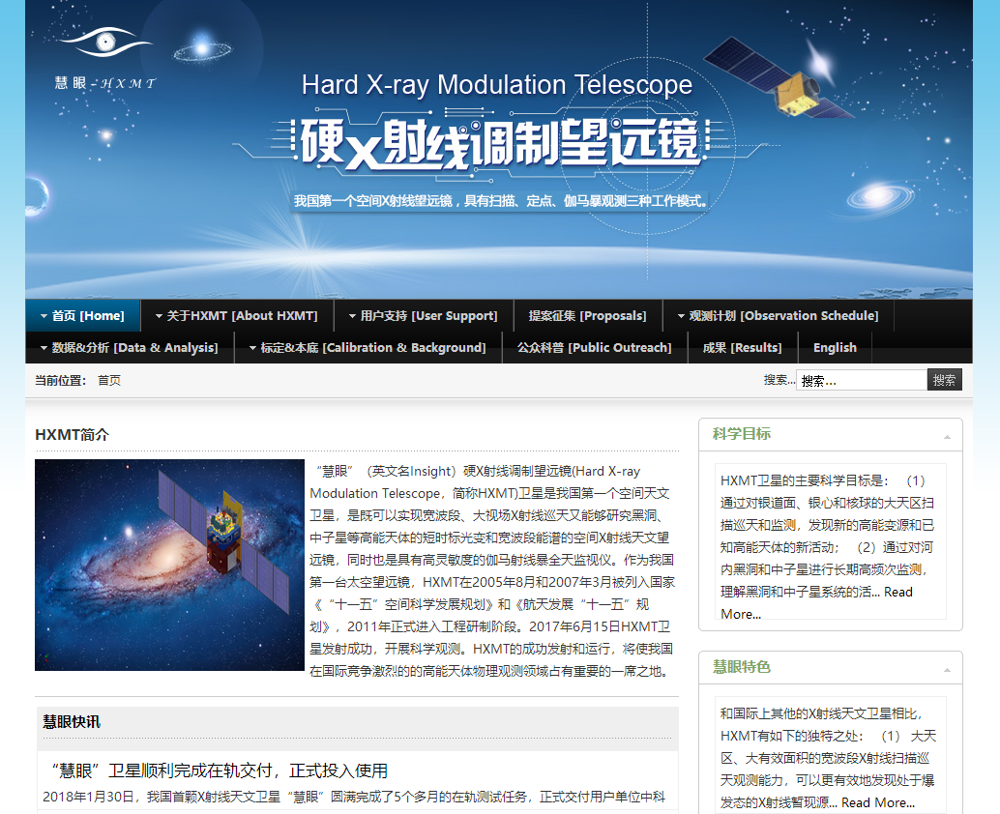 慧眼-HXMT
Hard X-ray Modulation Telescope
硬X射线调制望远镜
我国第一个空间X射线望远镜，具有扫描、定点、伽马暴观测三种工作模式。
首页 [Home] 关于HXMT [About HXMT] 用户支持 [User Support] 提案征集 [Proposals] 观测计划 [Observation Schedule]
数据&分析 [Data & Analysis] 标定&本底 [Calibration & Background] 公众科普 [Public Outreach] 成果 [Results] English
当前位置： 首页 搜索... 搜索... 搜索
HXMT简介
“慧眼”（英文名Insight）硬X射线调制望远镜(Hard X-ray
Modulation Telescope，简称HXMT)卫星是我国第一个空间天文
卫星，是既可以实现宽波段、大视场X射线巡天又能够研究黑洞、
中子星等高能天体的短时标光变和宽波段能谱的空间X射线天文望
远镜，同时也是具有高灵敏度的伽马射线暴全天监视仪。作为我国
第一台太空望远镜，HXMT在2005年8月和2007年3月被列入国家
《“十一五”空间科学发展规划》和《航天发展“十一五”规
划》，2011年正式进入工程研制阶段。2017年6月15日HXMT卫
星发射成功，开展科学观测。HXMT的成功发射和运行，将使我国
在国际竞争激烈的的高能天体物理观测领域占有重要的一席之地。
慧眼快讯
“慧眼”卫星顺利完成在轨交付，正式投入使用
2018年1月30日，我国首颗X射线天文卫星“慧眼”圆满完成了5个多月的在轨测试任务，正式交付用户单位中科
科学目标
HXMT卫星的主要科学目标是： （1）
通过对银道面、银心和核球的大天区扫
描巡天和监测，发现新的高能变源和已
知高能天体的新活动； （2）通过对河
内黑洞和中子星进行长期高频次监测，
理解黑洞和中子星系统的活... Read
More...
慧眼特色
和国际上其他的X射线天文卫星相比，
HXMT有如下的独特之处： （1） 大天
区、大有效面积的宽波段X射线扫描巡
天观测能力，可以更有效地发现处于爆
发态的X射线暂现源... Read More...